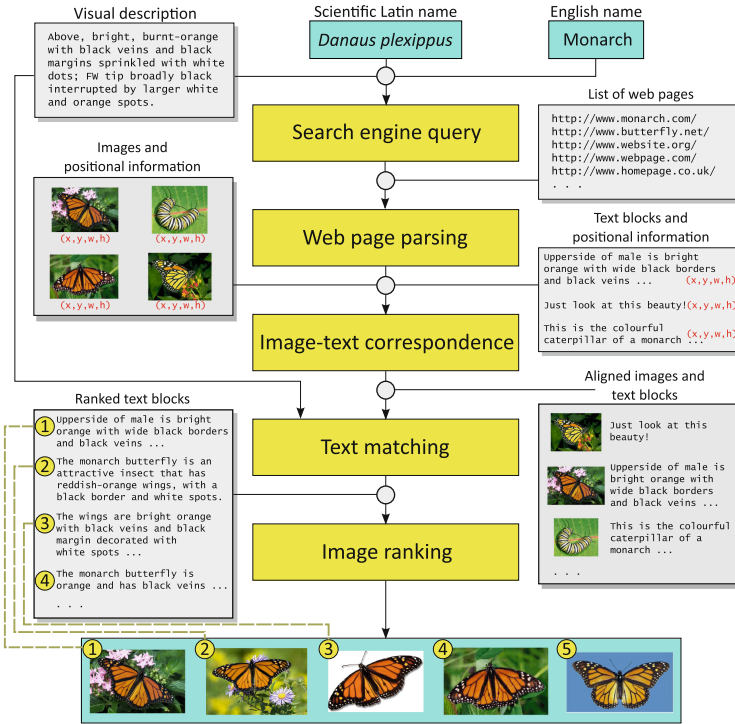 Visual description
Above, bright, burnt-orange
with black veins and black
margins sprinkled with white
dots; FW tip broadly black
interrupted by larger white
and orange spots.
Scientific Latin name
Danaus plexippus
English name
Monarch
Search engine query
List of web pages
http://www.monarch.com/
http://www.butterfly.net/
http://www.website.org/
http://www.webpage.com/
http://www.homepage.co.uk/
. . .
Images and
positional information
(x,y,w,h)
(x,y,w,h)
(x,y,w,h)
(x,y,w,h)
Web page parsing
Text blocks and
positional information
Upperside of male is bright
orange with wide black borders
and black veins ... (x,y,w,h)
Just look at this beauty! (x,y,w,h)
This is the colourful (x,y,w,h)
caterpillar of a monarch ...
Image-text correspondence
Aligned images and
text blocks
Just look at this
beauty!
Upperside of male is
bright orange with
wide black borders
and black veins ...
This is the colourful
caterpillar of a
monarch ...
. . .
Text matching
Ranked text blocks
1 Upperside of male is bright
orange with wide black borders
and black veins ...
2 The monarch butterfly is an
attractive insect that has
reddish-orange wings, with a
black border and white spots.
3 The wings are bright orange
with black veins and black
margin decorated with
white spots ...
4 The monarch butterfly is
orange and has black veins ...
. . .
Image ranking
1 2 3 4 5